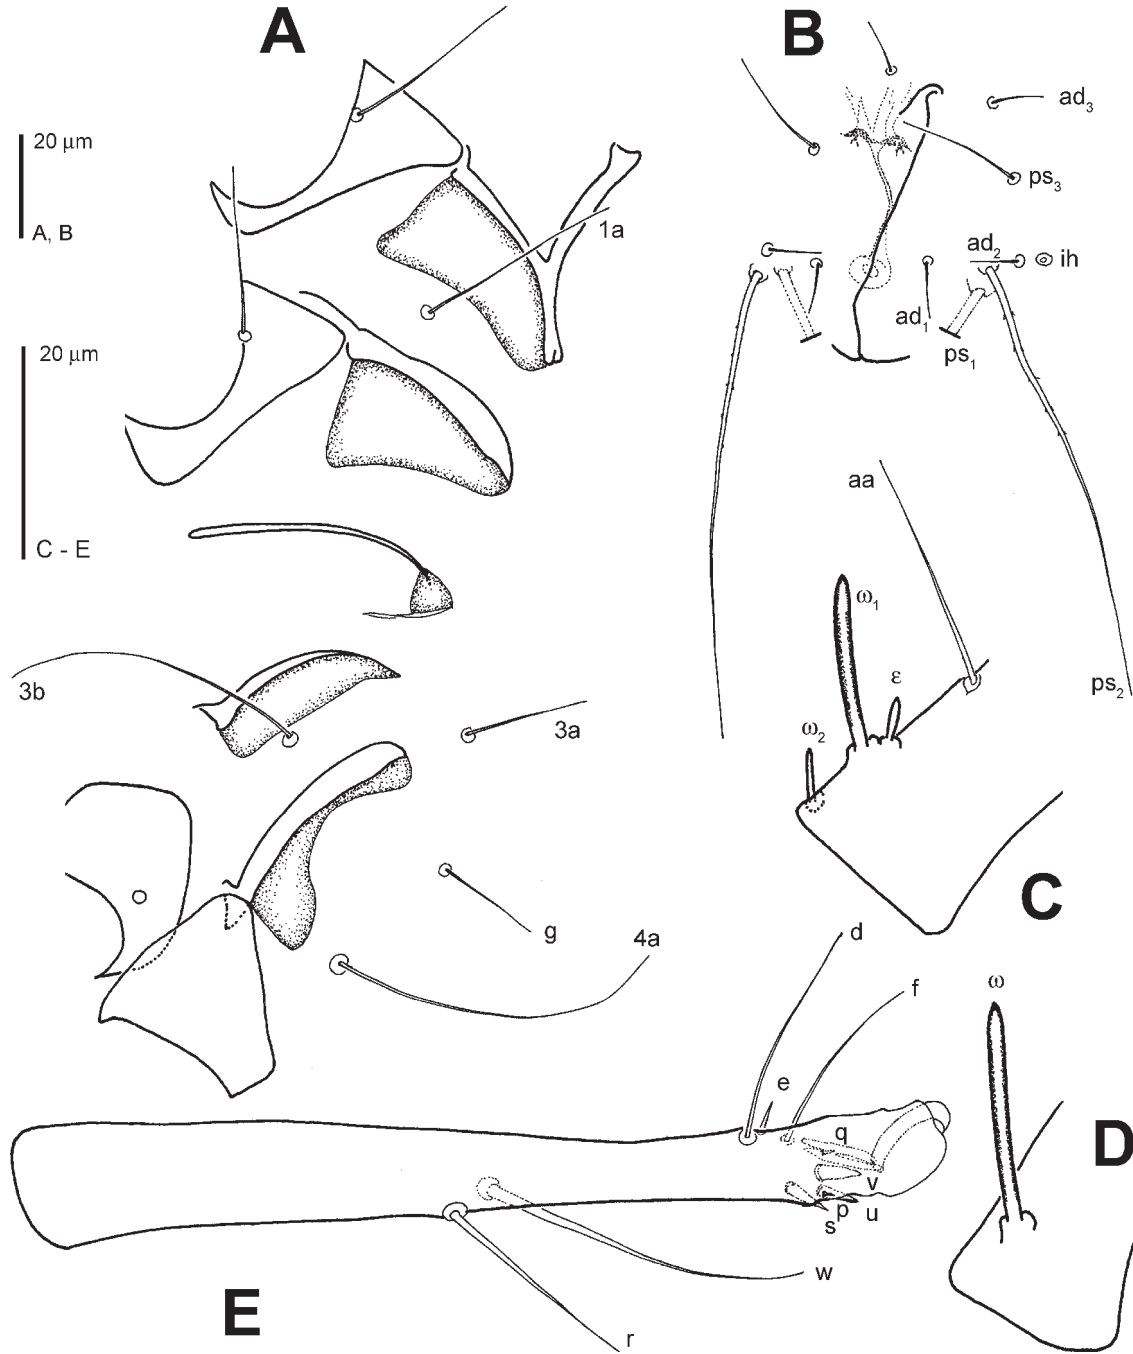 A
B
20 µm
A, B
1a
ad₃
ps₃
ad₂
ih
ad₁
ps₁
20 µm
C - E
aa
ω₁
ε
ps₂
ω₂
3b
3a
C
g
4a
d
f
ω
e
q
D
v
p
u
s
w
E
r